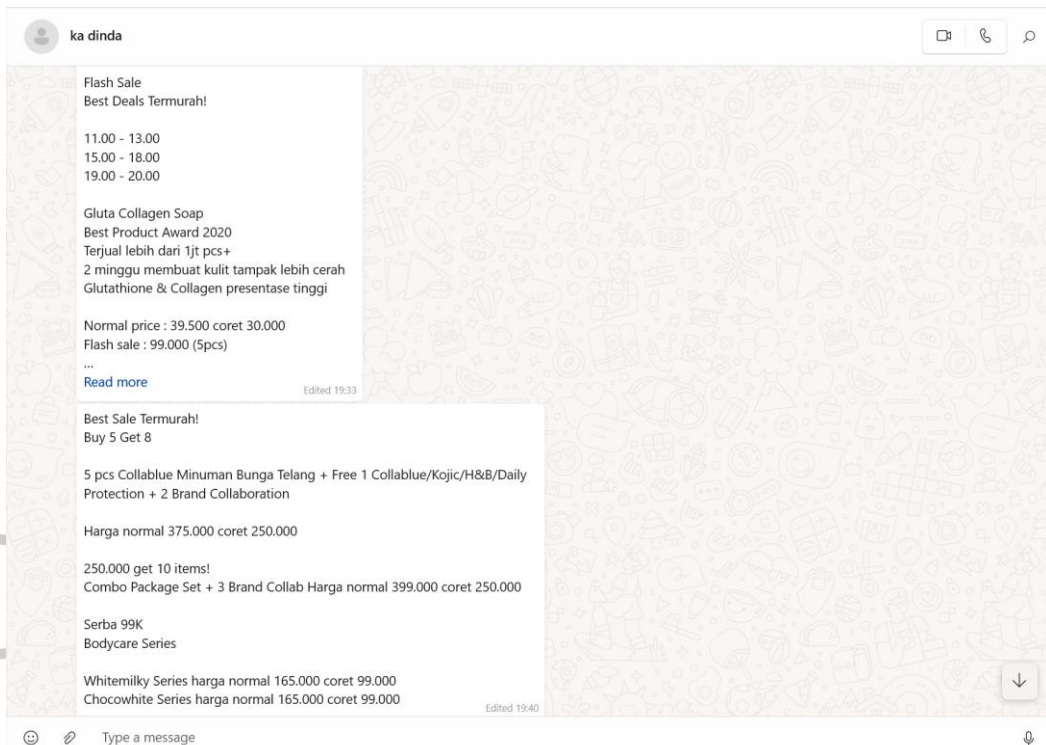 ka dinda
Flash Sale
Best Deals Termurah!
11.00 - 13.00
15.00 - 18.00
19.00 - 20.00
Gluta Collagen Soap
Best Product Award 2020
Terjual lebih dari 1jt pcs+
2 minggu membuat kulit tampak lebih cerah
Glutathione & Collagen presentase tinggi
Normal price : 39.500 coret 30.000
Flash sale : 99.000 (5pcs)
...
Read more
Edited 19:33
Best Sale Termurah!
Buy 5 Get 8
5 pcs Collablue Minuman Bunga Telang + Free 1 Collablue/Kojic/H&B/Daily
Protection + 2 Brand Collaboration
Harga normal 375.000 coret 250.000
250.000 get 10 items!
Combo Package Set + 3 Brand Collab Harga normal 399.000 coret 250.000
Serba 99K
Bodycare Series
Whitemilky Series harga normal 165.000 coret 99.000
Chocowhite Series harga normal 165.000 coret 99.000
Edited 19:40
Type a message